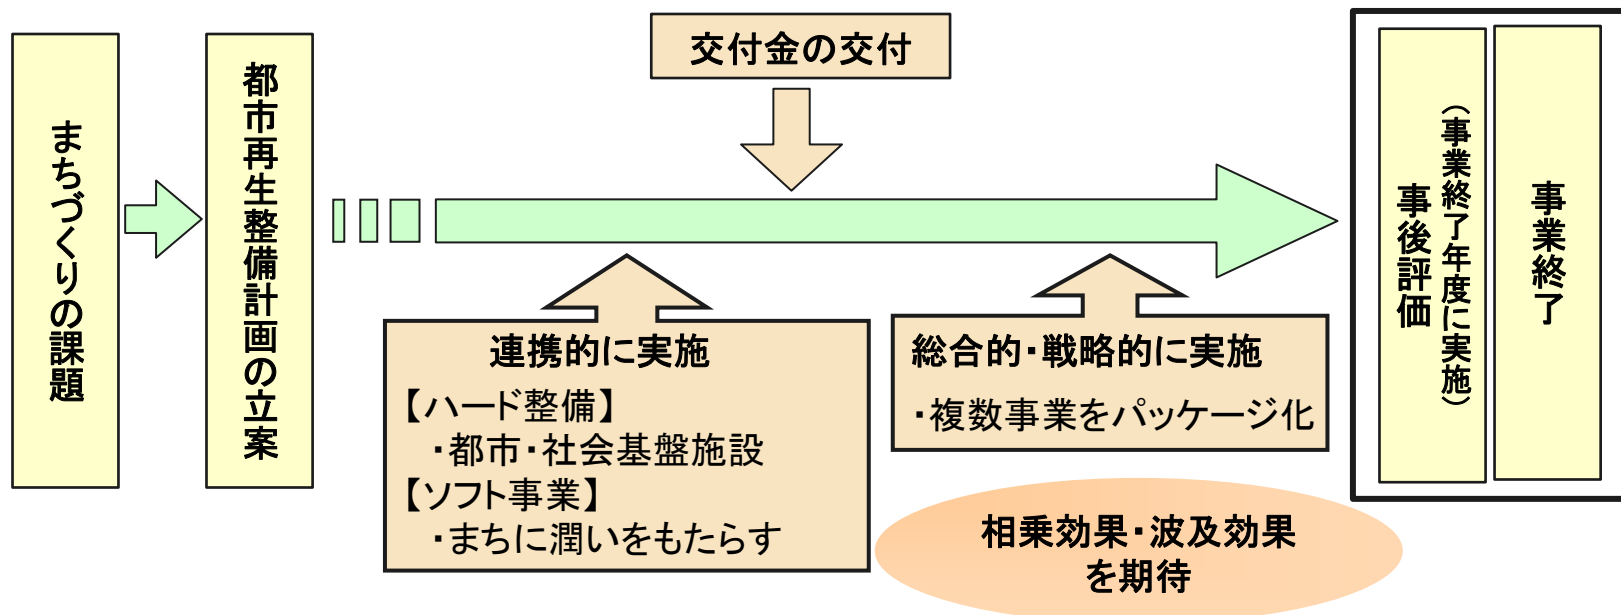 まちづくりの課題
都市再生整備計画の立案
交付金の交付
連携的に実施
【ハード整備】
・都市・社会基盤施設
【ソフト事業】
・まちに潤いをもたらす
総合的・戦略的に実施
・複数事業をパッケージ化
相乗効果・波及効果
を期待
事後評価
（事業終了年度に実施）
事業終了